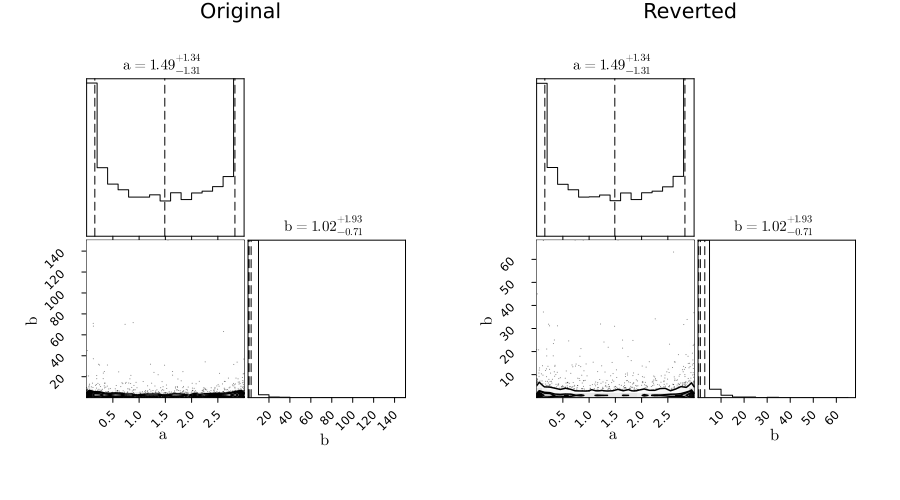 Original
Reverted
a = 1.49 +1.34 −1.31
a = 1.49 +1.34 −1.31
b = 1.02 +1.93 −0.71
b = 1.02 +1.93 −0.71
140
120
100
80
60
40
20
b
60
50
40
30
20
10
b
0.5 1.0 1.5 2.0 2.5
a
20 40 60 80 100 120 140
b
0.5 1.0 1.5 2.0 2.5
a
10 20 30 40 50 60
b